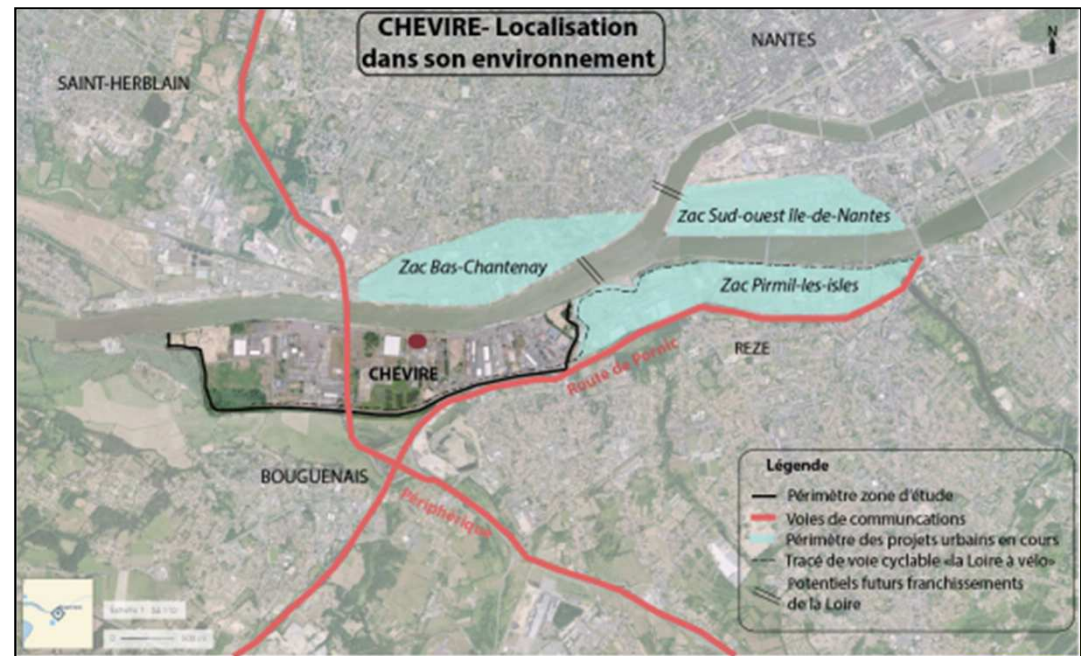 CHEVIRE- Localisation
dans son environnement
NANTES
N
SAINT-HERBLAIN
Zac Sud-ouest île-de-Nantes
Zac Bas-Chantenay
Zac Pirmil-les-isles
REZE
CHEVIRE
Route de Pornic
BOUGUENAIS
Périphérique
Légende
Périmètre zone d'étude
Voies de communcations
Périmètre des projets urbains en cours
Tracé de voie cyclable «la Loire à vélo»
Potentiels futurs franchissements
de la Loire